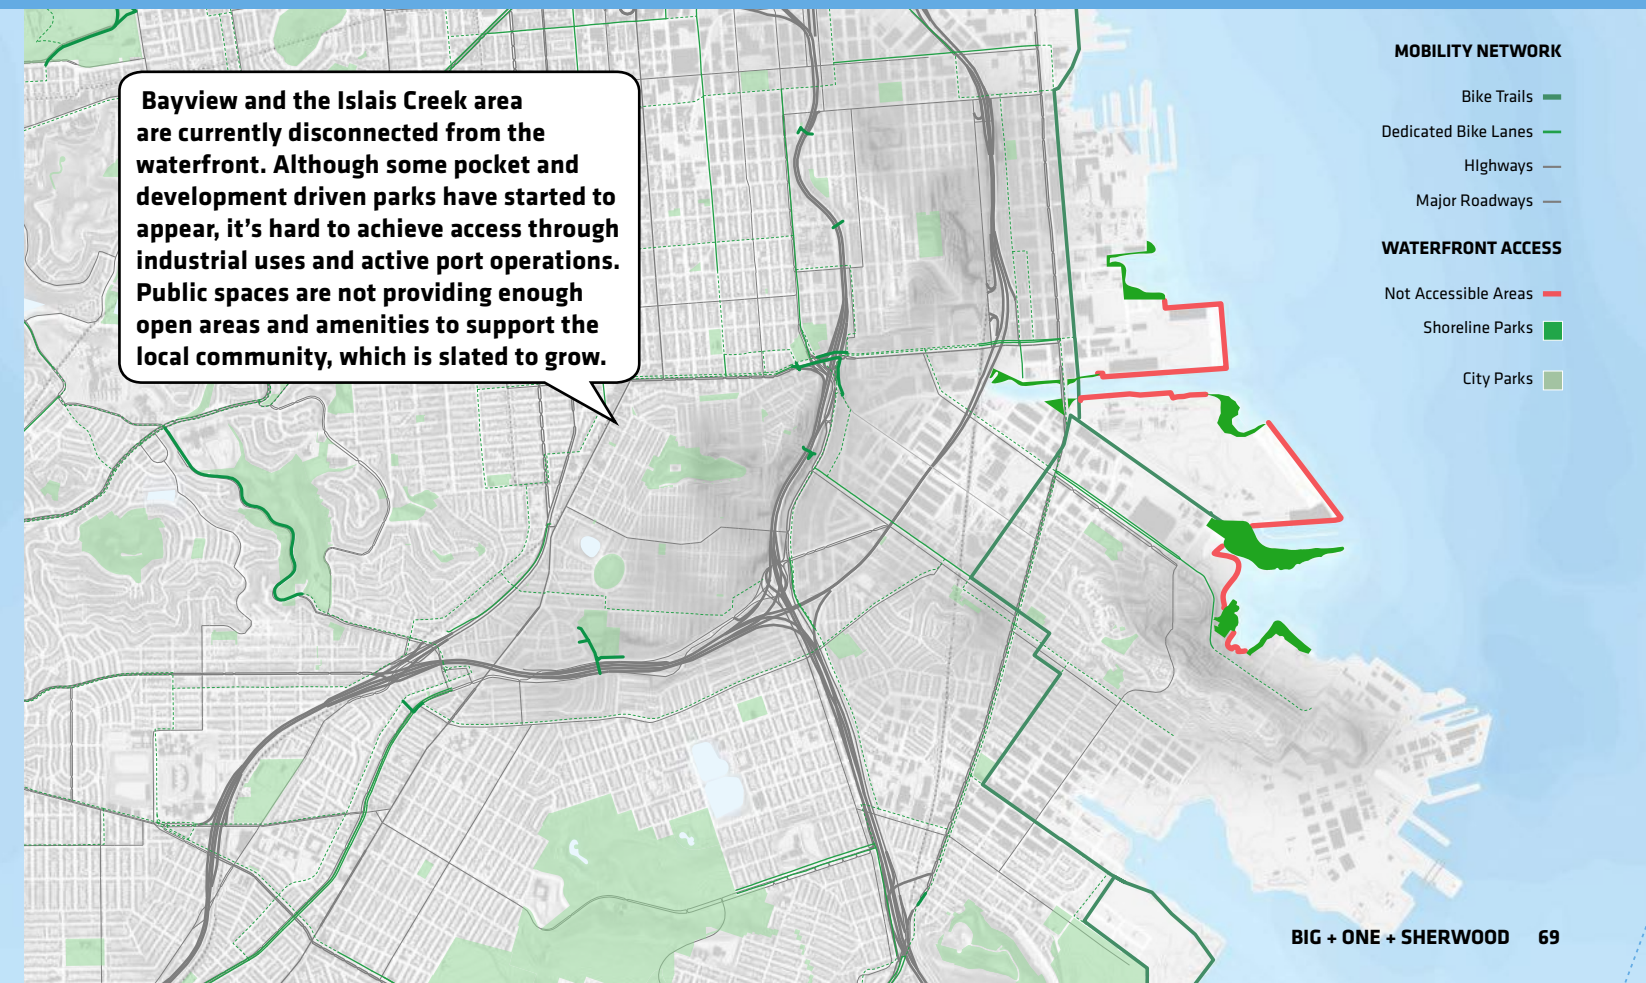 Bayview and the Islais Creek area
are currently disconnected from the
waterfront. Although some pocket and
development driven parks have started to
appear, it’s hard to achieve access through
industrial uses and active port operations.
Public spaces are not providing enough
open areas and amenities to support the
local community, which is slated to grow.
MOBILITY NETWORK
Bike Trails
Dedicated Bike Lanes
HIghways
Major Roadways
WATERFRONT ACCESS
Not Accessible Areas
Shoreline Parks
City Parks
BIG + ONE + SHERWOOD 69